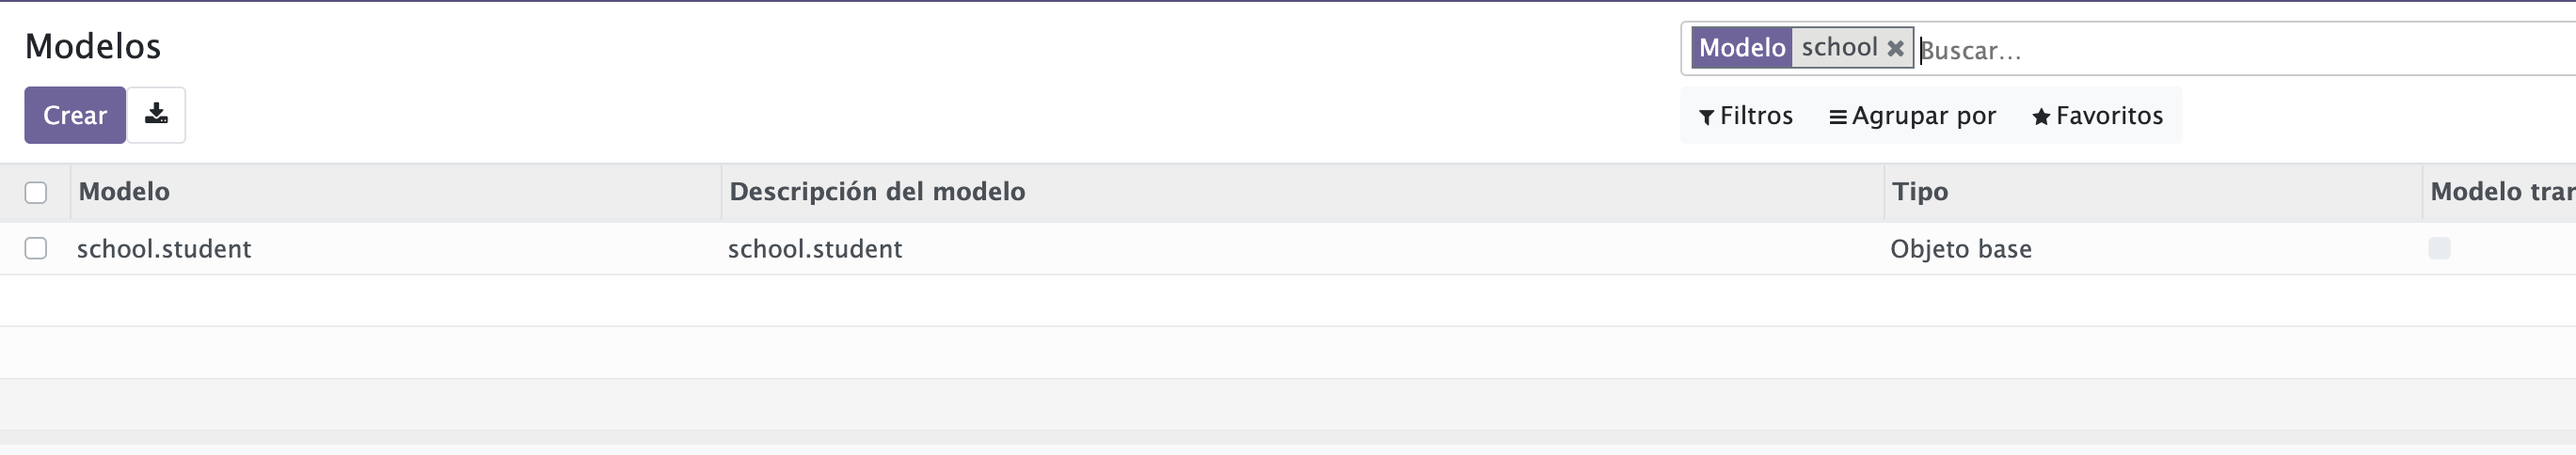 Modelos
Modelo school Buscar...
Crear
Filtros Agrupar por Favoritos
Modelo Descripción del modelo Tipo Modelo tran
school.student school.student Objeto base